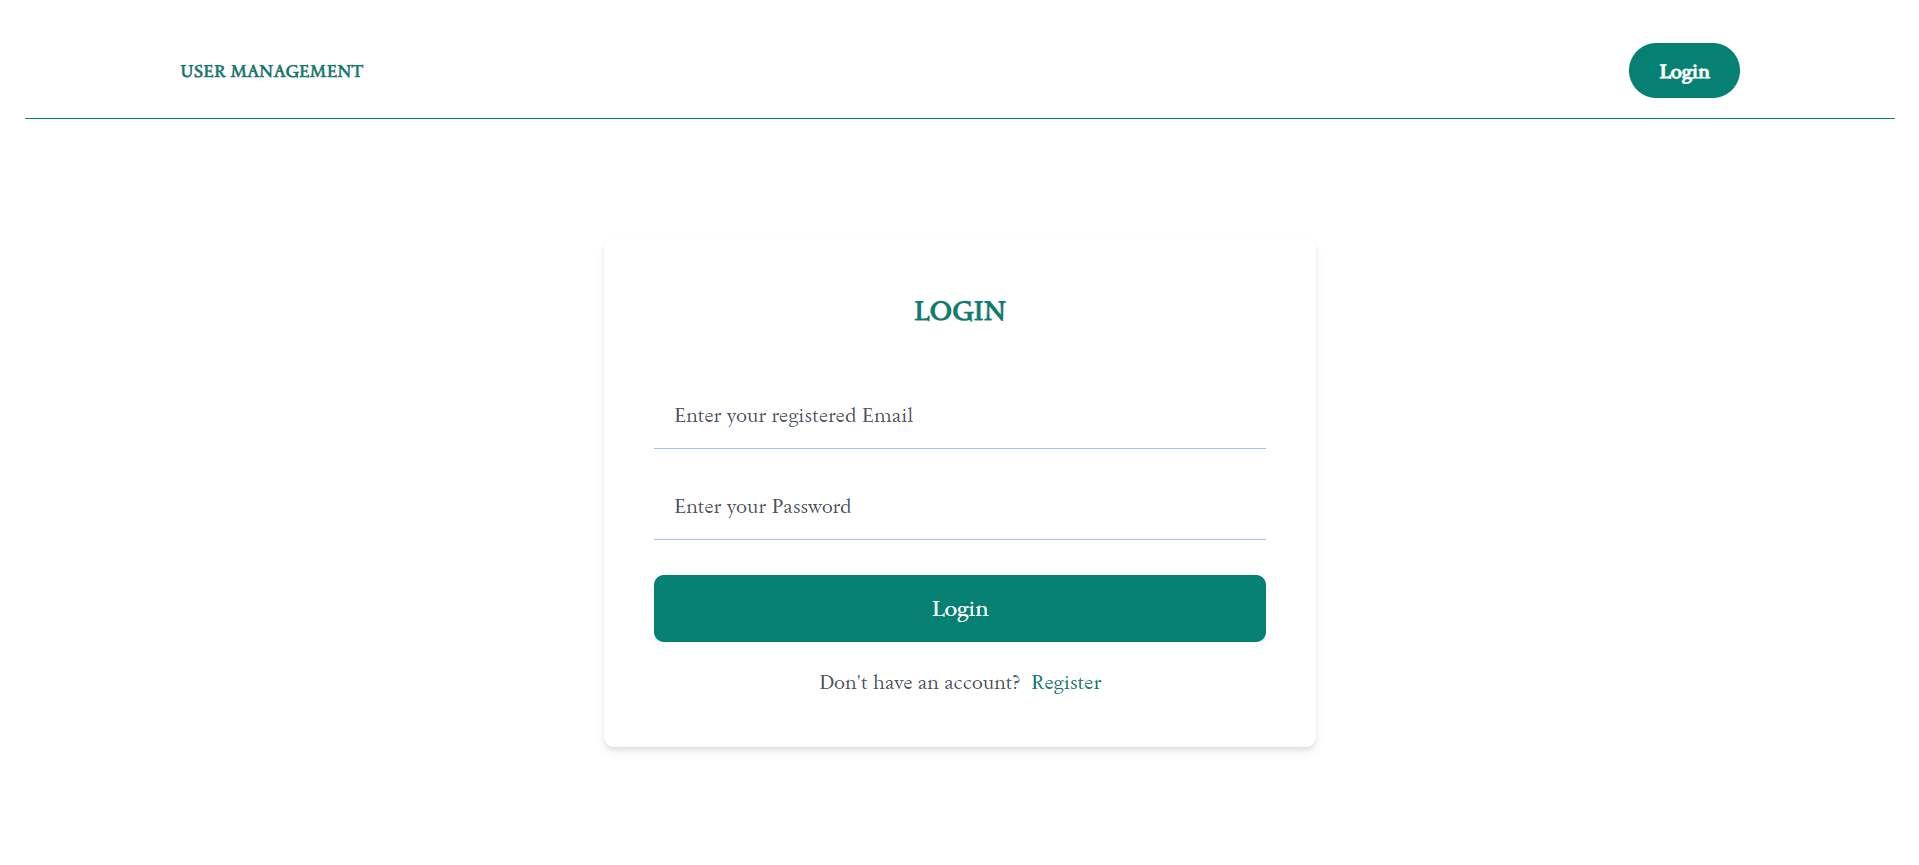 USER MANAGEMENT
Login
LOGIN
Enter your registered Email
Enter your Password
Login
Don't have an account? Register